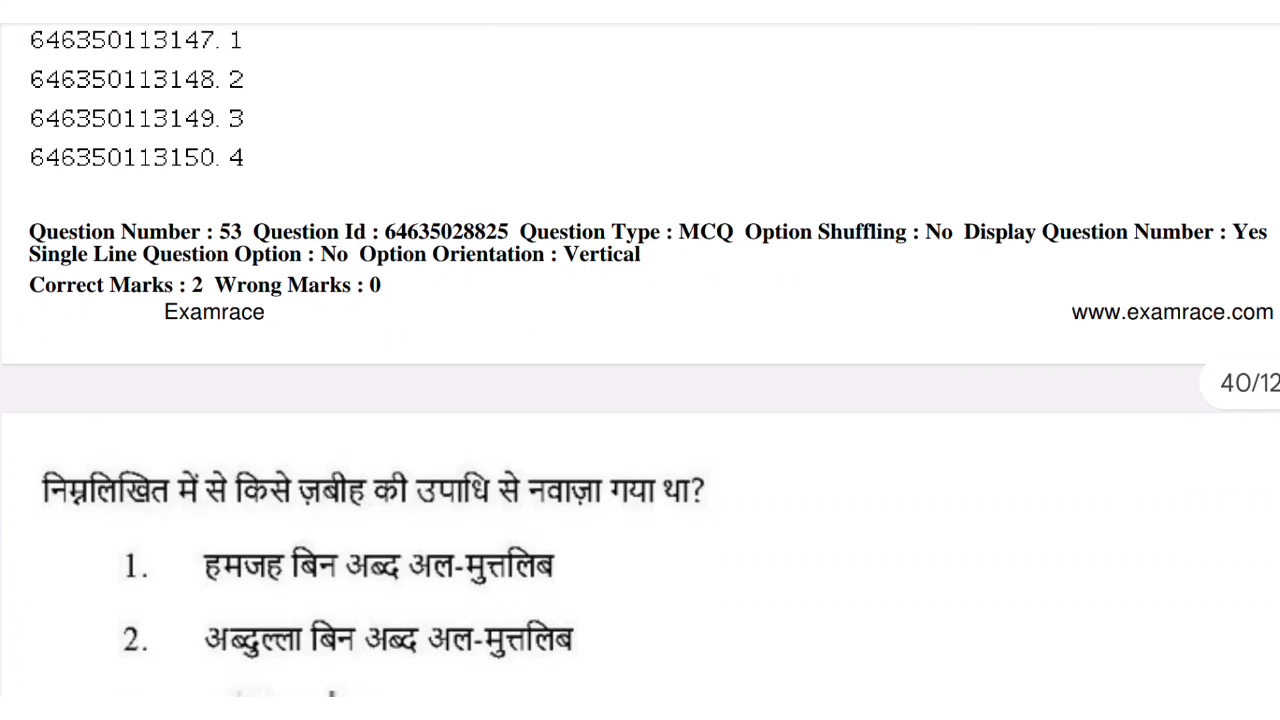 646350113147. 1
646350113148. 2
646350113149. 3
646350113150. 4
Question Number : 53 Question Id : 64635028825 Question Type : MCQ Option Shuffling : No Display Question Number : Yes
Single Line Question Option : No Option Orientation : Vertical
Correct Marks : 2 Wrong Marks : 0
Examrace www.examrace.com
40/12
निम्नलिखित में से किसे ज़बीह की उपाधि से नवाज़ा गया था?
1. हमजह बिन अब्द अल-मुत्तलिब
2. अब्दुल्ला बिन अब्द अल-मुत्तलिब